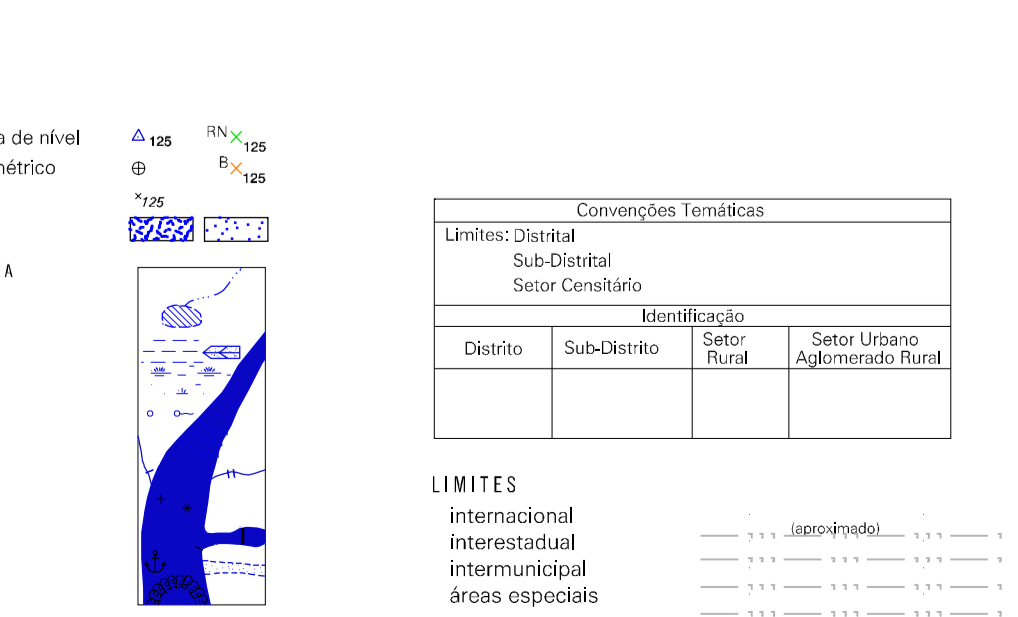 a de nível
125
RN
125
nétrico
B
125
125
A
Convenções Temáticas
Limites: Distrital
Sub-Distrital
Setor Censitário
Identificação
Distrito
Sub-Distrito
Setor
Rural
Setor Urbano
Aglomerado Rural
LIMITES
internacional
interestadual
intermunicipal
áreas especiais
(aproximado)